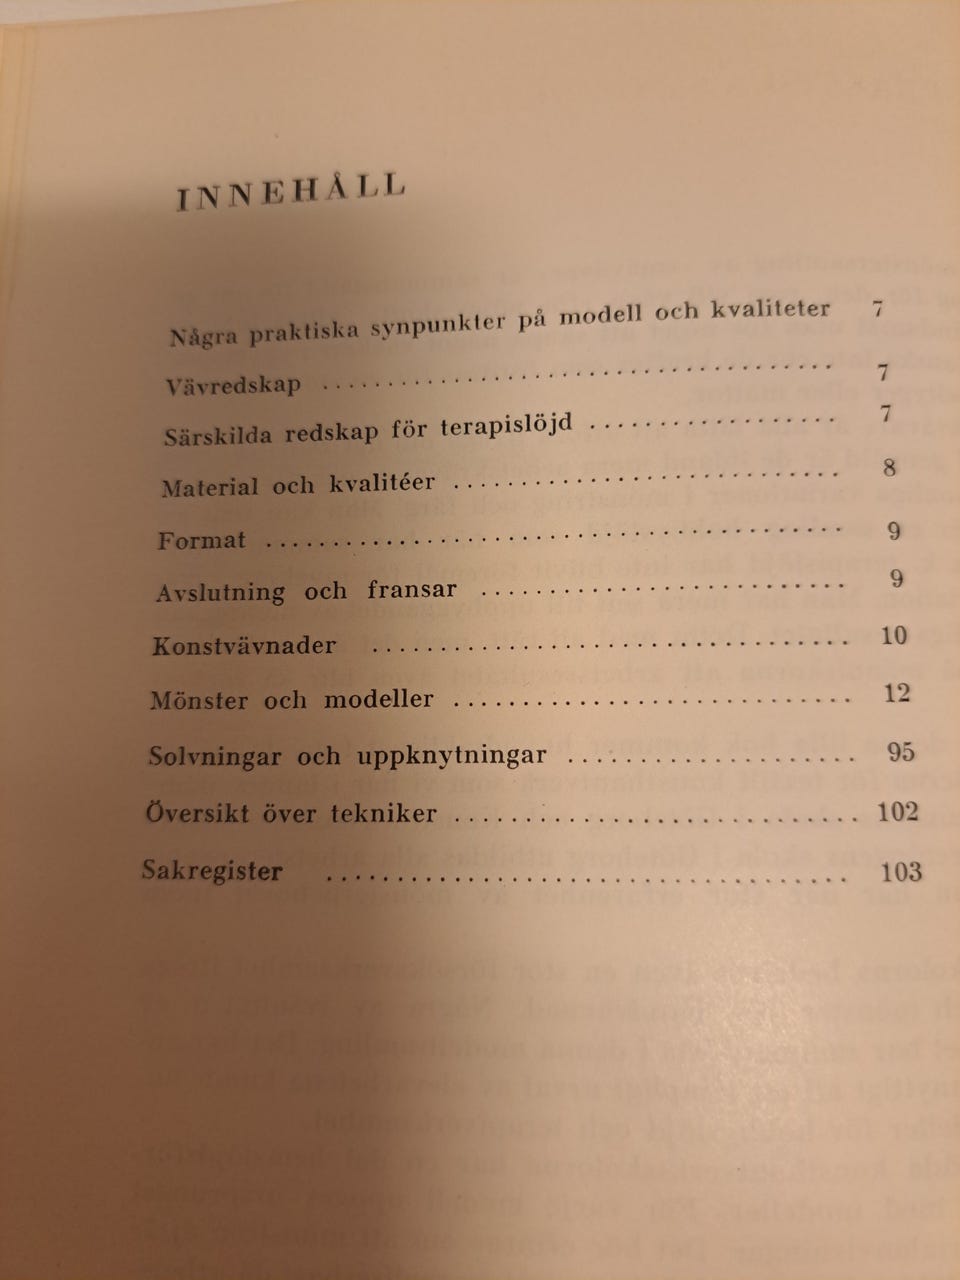 INNEHÅLL
Några praktiska synpunkter på modell och kvaliteter 7
Vävredskap ........................................ 7
Särskilda redskap för terapislöjd .................... 7
Material och kvalitéer .............................. 8
Format ............................................ 9
Avslutning och fransar ............................. 9
Konstvävnader .................................... 10
Mönster och modeller .............................. 12
Solvningar och uppknytningar ...................... 95
Översikt över tekniker ............................ 102
Sakregister ...................................... 103